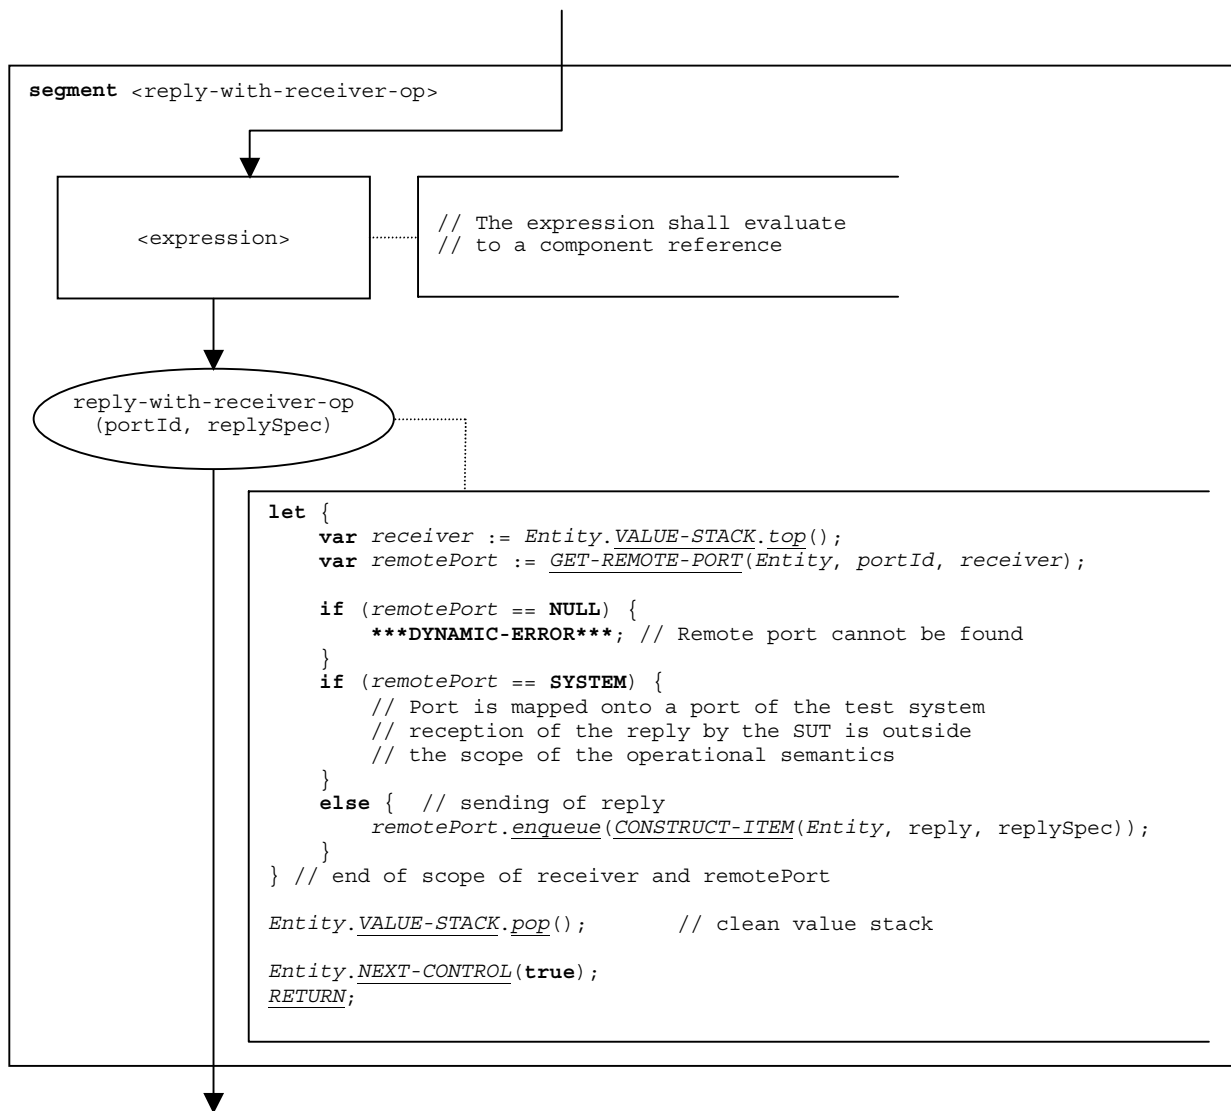 segment <reply-with-receiver-op>
<expression>
// The expression shall evaluate
// to a component reference
reply-with-receiver-op
(portId, replySpec)
let {
var receiver := Entity.VALUE-STACK.top();
var remotePort := GET-REMOTE-PORT(Entity, portId, receiver);
if (remotePort == NULL) {
***DYNAMIC-ERROR***; // Remote port cannot be found
}
if (remotePort == SYSTEM) {
// Port is mapped onto a port of the test system
// reception of the reply by the SUT is outside
// the scope of the operational semantics
}
else { // sending of reply
remotePort.enqueue(CONSTRUCT-ITEM(Entity, reply, replySpec));
}
} // end of scope of receiver and remotePort
Entity.VALUE-STACK.pop(); // clean value stack
Entity.NEXT-CONTROL(true);
RETURN;